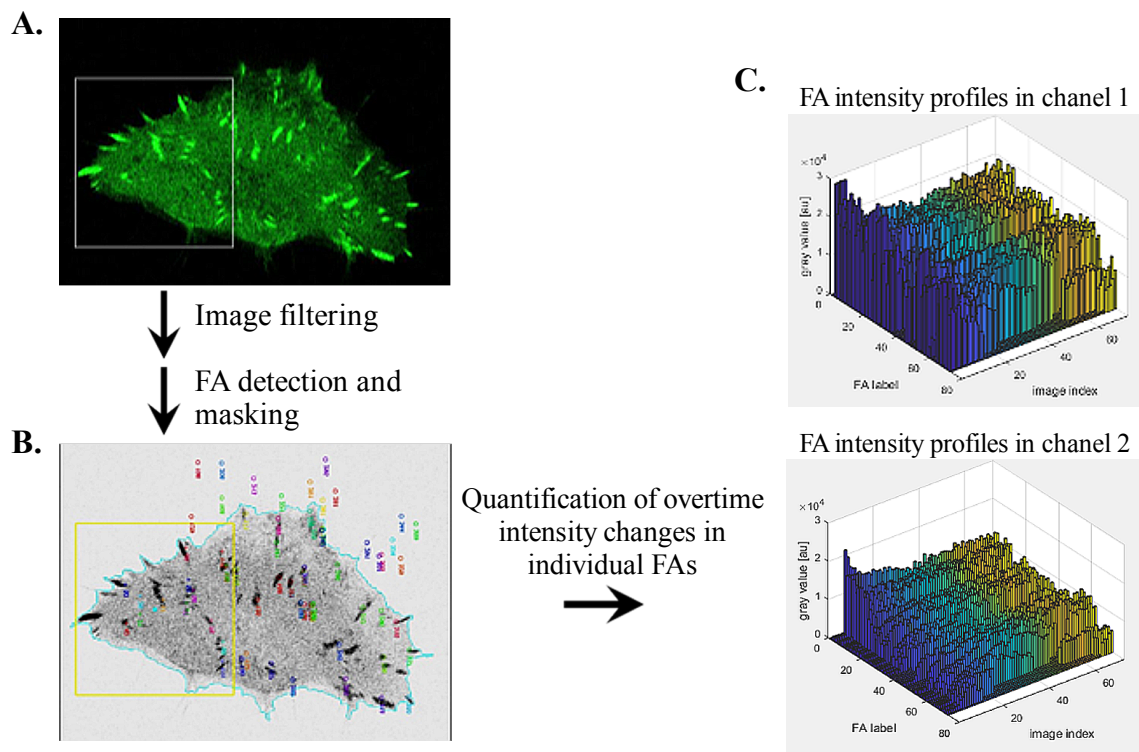 A.
Image filtering
FA detection and
masking
B.
Quantification of overtime
intensity changes in
individual FAs
C.
FA intensity profiles in chanel 1
×10⁴
3
2
1
0
gray value [au]
0
20
40
60
80
FA label
20
40
60
image index
FA intensity profiles in chanel 2
×10⁴
3
2
1
0
gray value [au]
0
20
40
60
80
FA label
20
40
60
image index